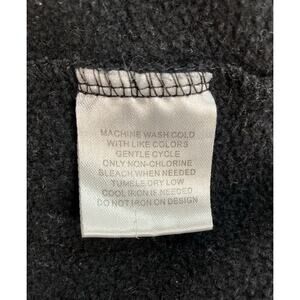 MACHINE WASH COLD
WITH LIKE COLORS
GENTLE CYCLE
ONLY NON-CHLORINE
BLEACH WHEN NEEDED
TUMBLE DRY LOW
COOL IRON IS NEEDED
DO NOT IRON ON DESIGN